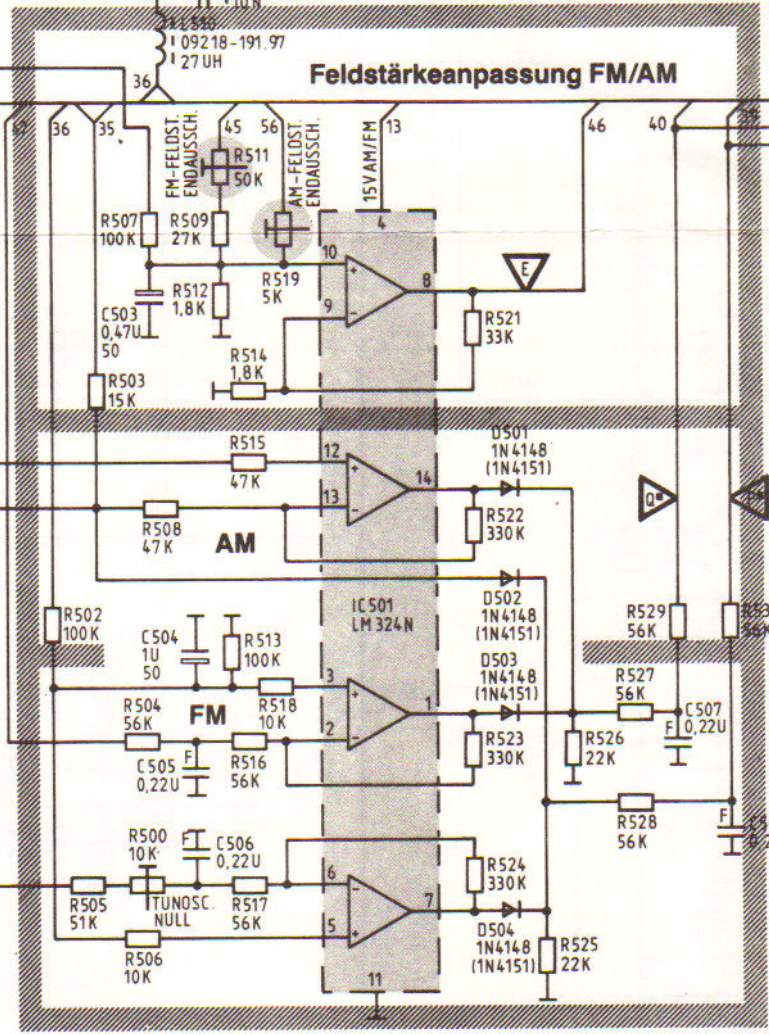 L510
09218-191.97
27UH
36
Feldstärkeanpassung FM/AM
36
35
45
56
13
46
40
FM-FELDST.
ENDAUSSCH.
AM-FELDST.
ENDAUSSCH.
15V AM/FM
R511
50K
R507
100K
R509
27K
R519
5K
R512
1,8K
C503
0,47U
50
R514
1,8K
R503
15K
4
10
+
9
-
8
E
R521
33K
R515
47K
12
+
13
-
14
D501
1N4148
(1N4151)
R508
47K
AM
R522
330K
Q*
IC501
LM324N
D502
1N4148
(1N4151)
R502
100K
C504
1U
50
R513
100K
R529
56K
56K
D503
1N4148
(1N4151)
R504
56K
FM
R518
10K
3
+
2
-
1
R527
56K
F
C507
0,22U
C505
0,22U
F
R516
56K
R523
330K
R526
22K
R528
56K
F
R500
10K
F
C506
0,22U
R505
51K
TUNOSC.
NULL
R517
56K
6
-
5
+
7
R524
330K
D504
1N4148
(1N4151)
R506
10K
R525
22K
11